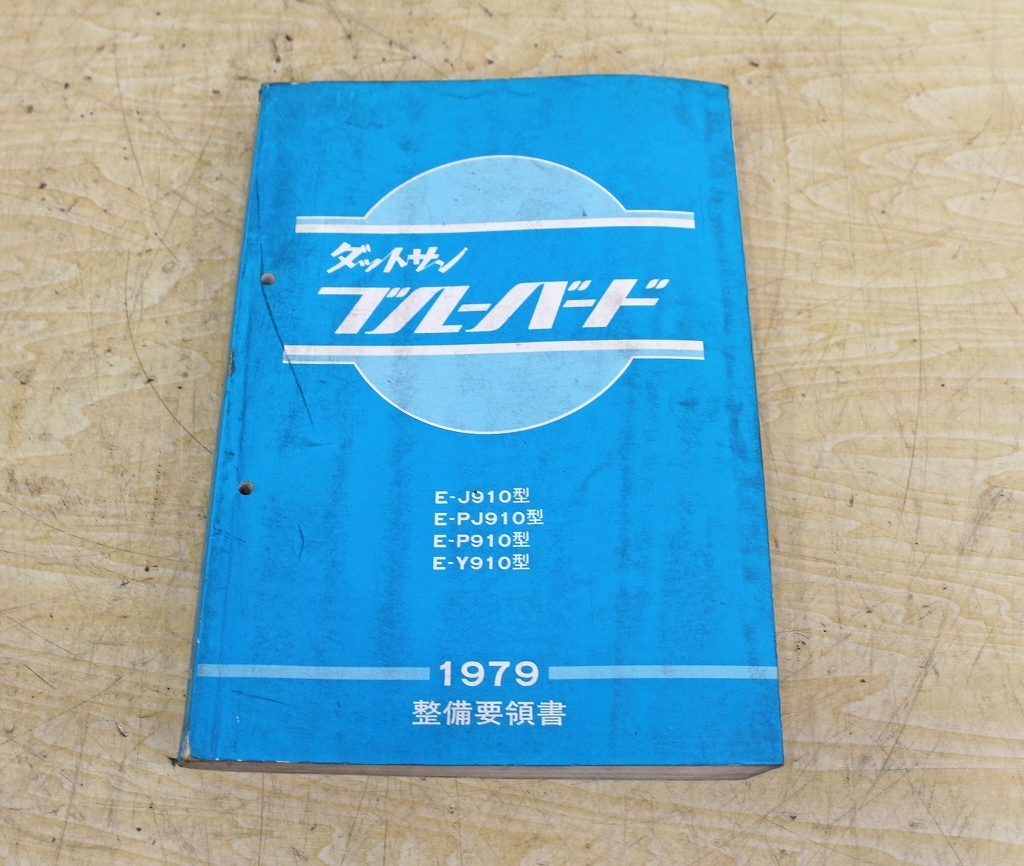 ダットサン
ブルーバード
E-J910型
E-PJ910型
E-P910型
E-Y910型
1979
整備要領書